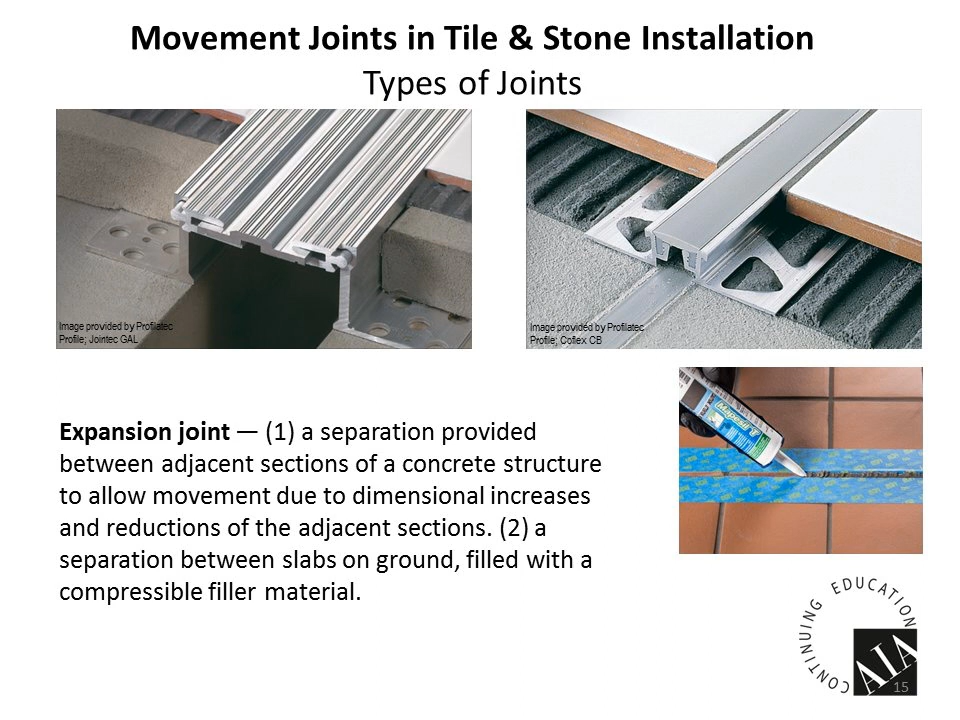 Movement Joints in Tile & Stone Installation
Types of Joints
Image provided by Profilatec
Profile; Jointec GAL
Image provided by Profilatec
Profile; Coflex CB
Expansion joint — (1) a separation provided
between adjacent sections of a concrete structure
to allow movement due to dimensional increases
and reductions of the adjacent sections. (2) a
separation between slabs on ground, filled with a
compressible filler material.
CONTINUING EDUCATION
AIA
15